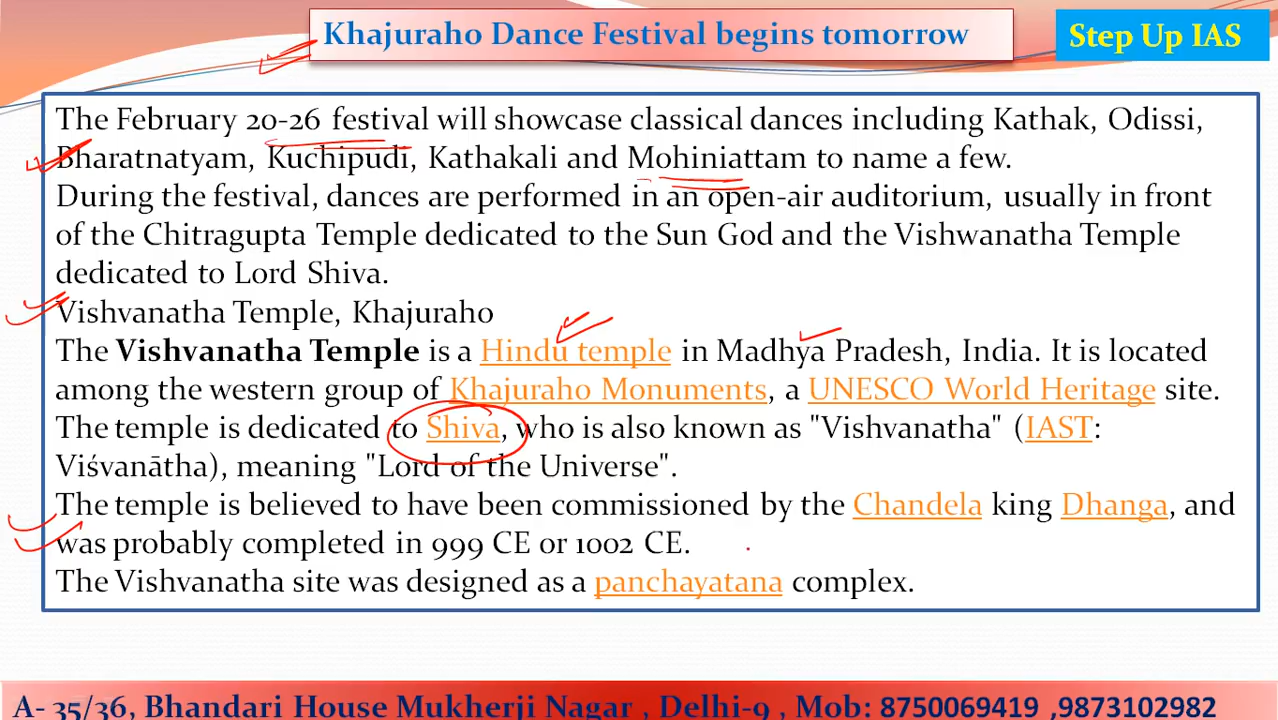 Khajuraho Dance Festival begins tomorrow
Step Up IAS
The February 20-26 festival will showcase classical dances including Kathak, Odissi,
Bharatnatyam, Kuchipudi, Kathakali and Mohiniattam to name a few.
During the festival, dances are performed in an open-air auditorium, usually in front
of the Chitragupta Temple dedicated to the Sun God and the Vishwanatha Temple
dedicated to Lord Shiva.
Vishvanatha Temple, Khajuraho
The Vishvanatha Temple is a Hindu temple in Madhya Pradesh, India. It is located
among the western group of Khajuraho Monuments, a UNESCO World Heritage site.
The temple is dedicated to Shiva, who is also known as "Vishvanatha" (IAST:
Viśvanātha), meaning "Lord of the Universe".
The temple is believed to have been commissioned by the Chandela king Dhanga, and
was probably completed in 999 CE or 1002 CE.
The Vishvanatha site was designed as a panchayatana complex.
A- 35/36, Bhandari House Mukherji Nagar , Delhi-9 , Mob: 8750069419 ,9873102982